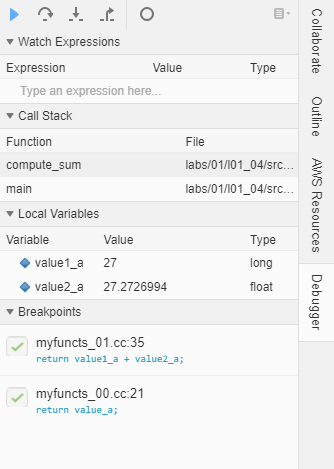 Watch Expressions
Expression Value Type
Type an expression here...
Call Stack
Function File
compute_sum labs/01/l01_04/src...
main labs/01/l01_04/src...
Local Variables
Variable Value Type
value1_a 27 long
value2_a 27.2726994 float
Breakpoints
myfuncts_01.cc:35
return value1_a + value2_a;
myfuncts_00.cc:21
return value_a;
Collaborate
Outline
AWS Resources
Debugger